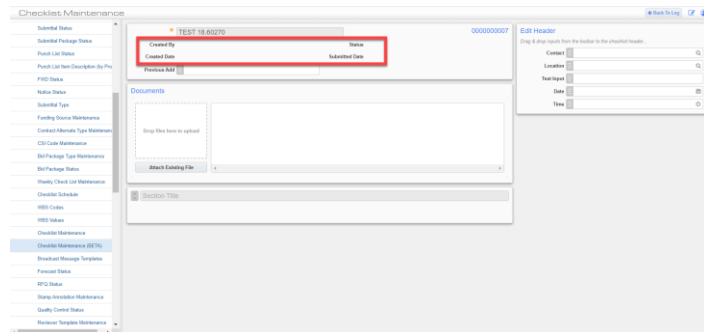 Checklist Maintenance
Back To Log
Submittal Status
Submittal Package Status
Punch List Status
Punch List Item Description (by Pro
FWD Status
Notice Status
Submittal Type
Funding Source Maintenance
Contract Alternate Type Maintenanc
CSI Code Maintenance
Bid Package Type Maintenance
Bid Package Status
Weekly Check List Maintenance
Checklist Schedule
WBS Codes
WBS Values
Checklist Maintenance
Checklist Maintenance (BETA)
Broadcast Message Templates
Forecast Status
RFQ Status
Stamp Annotation Maintenance
Quality Control Status
Reviewer Template Maintenance
* TEST 18.60270
0000000007
Created By
Status
Created Date
Submitted Date
Previous Add
Documents
Drop files here to upload
Attach Existing File
Section Title
Edit Header
Drag & drop inputs from the toolbar to the checklist header...
Contact
Location
Text Input
Date
Time